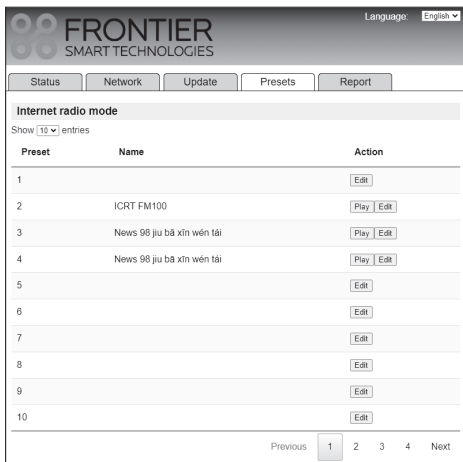 FRONTIER
SMART TECHNOLOGIES
Language: English
Status Network Update Presets Report
Internet radio mode
Show 10 entries
Preset Name Action
1 Edit
2 ICRT FM100 Play Edit
3 News 98 jiu bā xīn wén tái Play Edit
4 News 98 jiu bā xīn wén tái Play Edit
5 Edit
6 Edit
7 Edit
8 Edit
9 Edit
10 Edit
Previous 1 2 3 4 Next